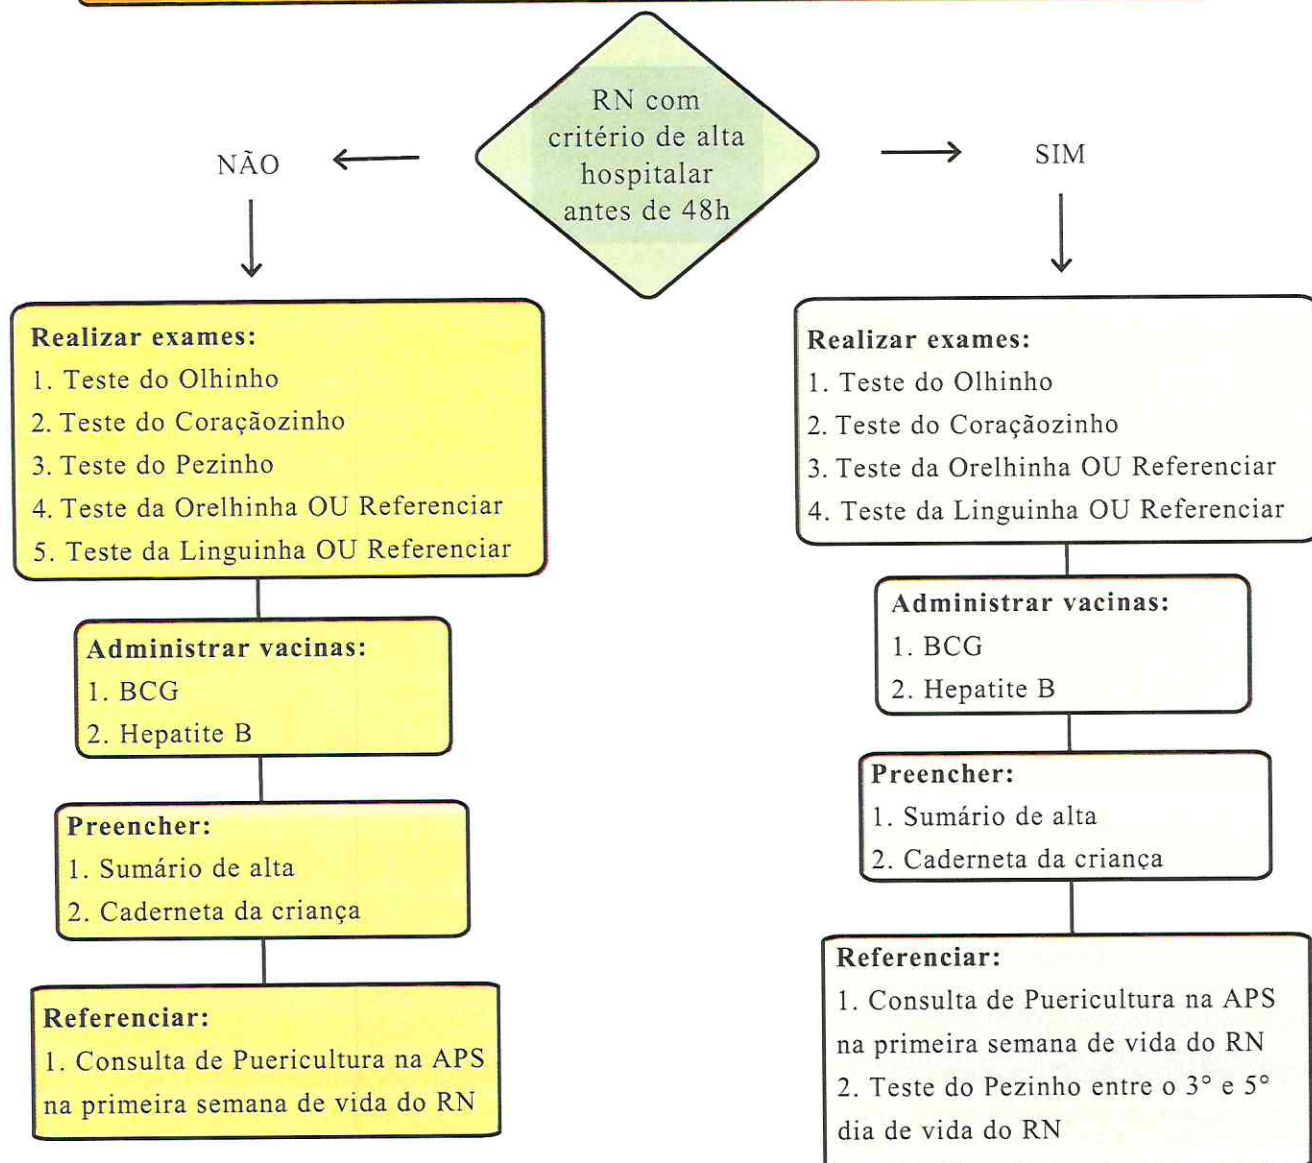 RN com
critério de alta
hospitalar
antes de 48h
NÃO
SIM
Realizar exames:
1. Teste do Olhinho
2. Teste do Coraçãozinho
3. Teste do Pezinho
4. Teste da Orelhinha OU Referenciar
5. Teste da Linguinha OU Referenciar
Administrar vacinas:
1. BCG
2. Hepatite B
Preencher:
1. Sumário de alta
2. Caderneta da criança
Referenciar:
1. Consulta de Puericultura na APS
na primeira semana de vida do RN
Realizar exames:
1. Teste do Olhinho
2. Teste do Coraçãozinho
3. Teste da Orelhinha OU Referenciar
4. Teste da Linguinha OU Referenciar
Administrar vacinas:
1. BCG
2. Hepatite B
Preencher:
1. Sumário de alta
2. Caderneta da criança
Referenciar:
1. Consulta de Puericultura na APS
na primeira semana de vida do RN
2. Teste do Pezinho entre o 3° e 5°
dia de vida do RN